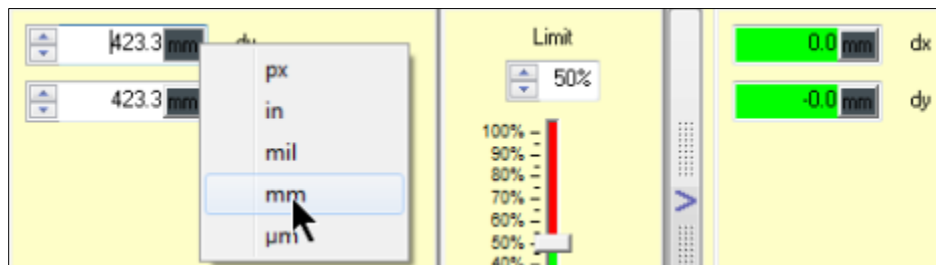 423.3 mm
423.3 mm
px
in
mil
mm
µm
Limit
50%
100%
90%
80%
70%
60%
50%
40%
>
0.0 mm dx
-0.0 mm dy